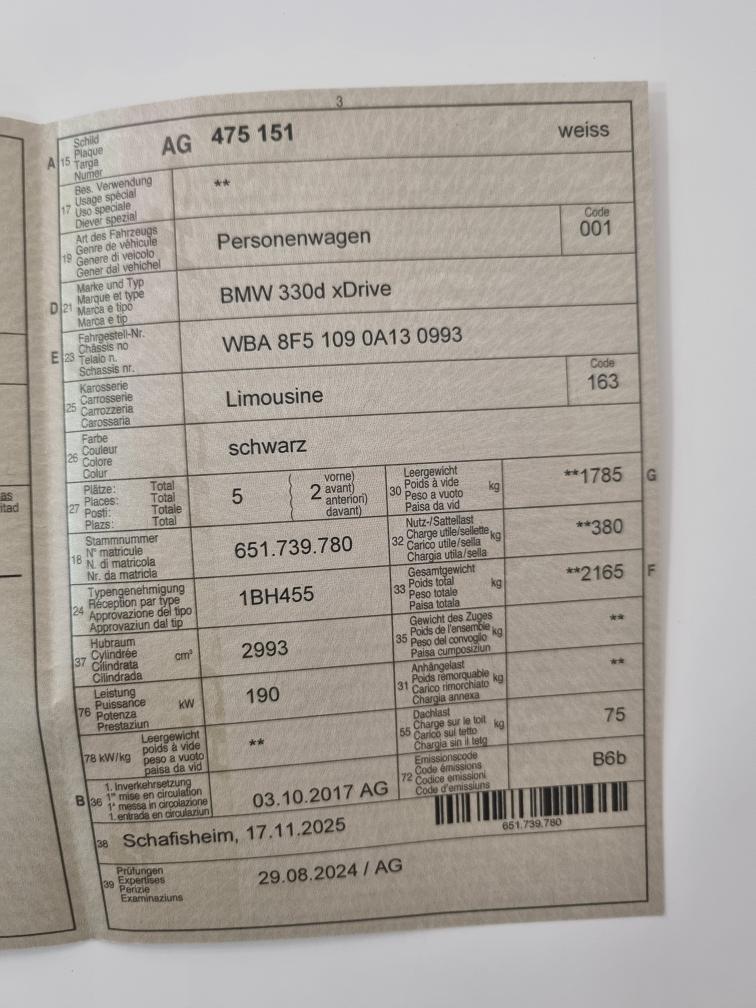 3
A 15 Schild
Plaque
Targa
Numer
AG 475 151 weiss
17 Bes. Verwendung
Usage spécial
Uso speciale
Diever spezial
**
19 Art des Fahrzeugs
Genre de véhicule
Genere di veicolo
Gener dal vehichel
Personenwagen
Code
001
D 21 Marke und Typ
Marque et type
Marca e tipo
Marca e tip
BMW 330d xDrive
E 23 Fahrgestell-Nr.
Châssis no
Telaio n.
Schassis nr.
WBA 8F5 109 0A13 0993
25 Karosserie
Carrosserie
Carrozzeria
Carossaria
Limousine
Code
163
26 Farbe
Couleur
Colore
Colur
schwarz
27 Plätze: Total
Places: Total
Posti: Totale
Plazs: Total
5
2
vorne)
avant)
anteriori)
davant)
30 Leergewicht
Poids à vide
Peso a vuoto
Paisa da vid
kg
**1785 G
18 Stammnummer
N° matricule
N. di matricola
Nr. da matricla
651.739.780
32 Nutz-/Sattellast
Charge utile/sellette
Carico utile/sella
Chargia utila/sella
kg
**380
24 Typengenehmigung
Réception par type
Approvazione del tipo
Approvaziun dal tip
1BH455
33 Gesamtgewicht
Poids total
Peso totale
Paisa totala
kg
**2165 F
37 Hubraum
Cylindrée
Cilindrata
Cilindrada
cm³
2993
35 Gewicht des Zuges
Poids de l'ensemble
Peso del convoglio
Paisa cumposiziun
kg
**
76 Leistung
Puissance
Potenza
Prestaziun
kW
190
31 Anhängelast
Poids remorquable
Carico rimorchiato
Chargia annexa
kg
**
78 kW/kg
Leergewicht
poids à vide
peso a vuoto
paisa da vid
**
55 Dachlast
Charge sur le toit
Carico sul tetto
Chargia sin il tetg
kg
75
B 36 1. Inverkehrsetzung
1re mise en circulation
1a messa in circolazione
1. entrada en circulaziun
03.10.2017 AG
72 Emissionscode
Code émissions
Codice emissioni
Code d'emissiuns
B6b
38 Schafisheim, 17.11.2025
651.739.780
39 Prüfungen
Expertises
Perizie
Examinaziuns
29.08.2024 / AG
as
itad